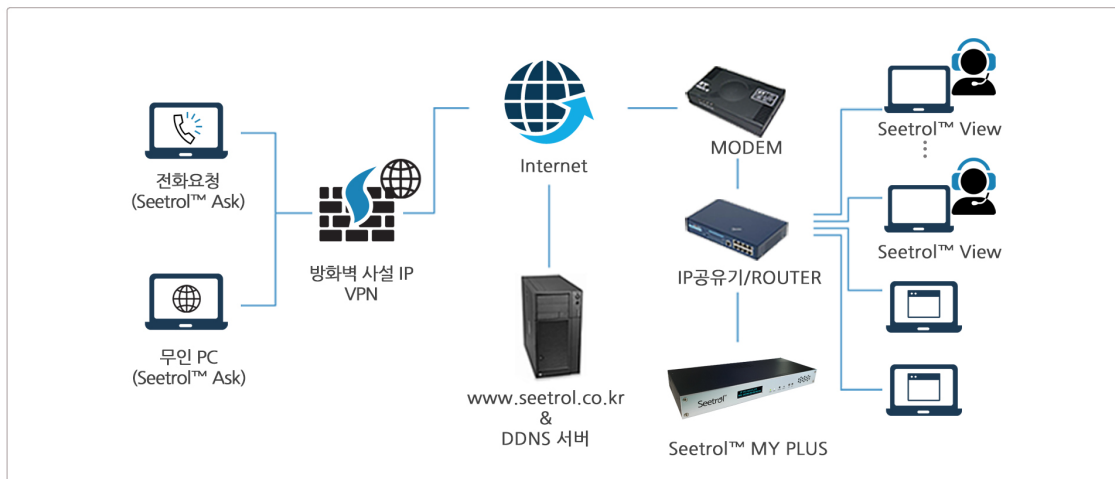 전화요청
(Seetrol™ Ask)
무인 PC
(Seetrol™ Ask)
방화벽 사설 IP
VPN
Internet
www.seetrol.co.kr
&
DDNS 서버
MODEM
IP공유기/ROUTER
Seetrol
Seetrol™ MY PLUS
Seetrol™ View
Seetrol™ View